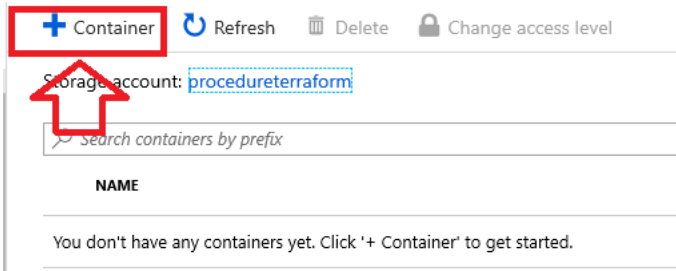 + Container Refresh Delete Change access level
Storage account: procedureterraform
Search containers by prefix
NAME
You don't have any containers yet. Click '+ Container' to get started.